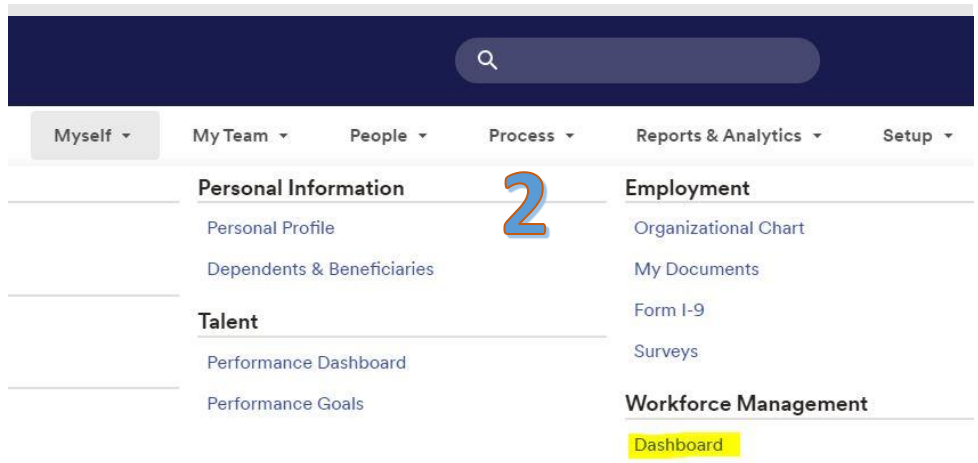 Myself
My Team
People
Process
Reports & Analytics
Setup
Personal Information
Personal Profile
Dependents & Beneficiaries
Talent
Performance Dashboard
Performance Goals
2
Employment
Organizational Chart
My Documents
Form I-9
Surveys
Workforce Management
Dashboard